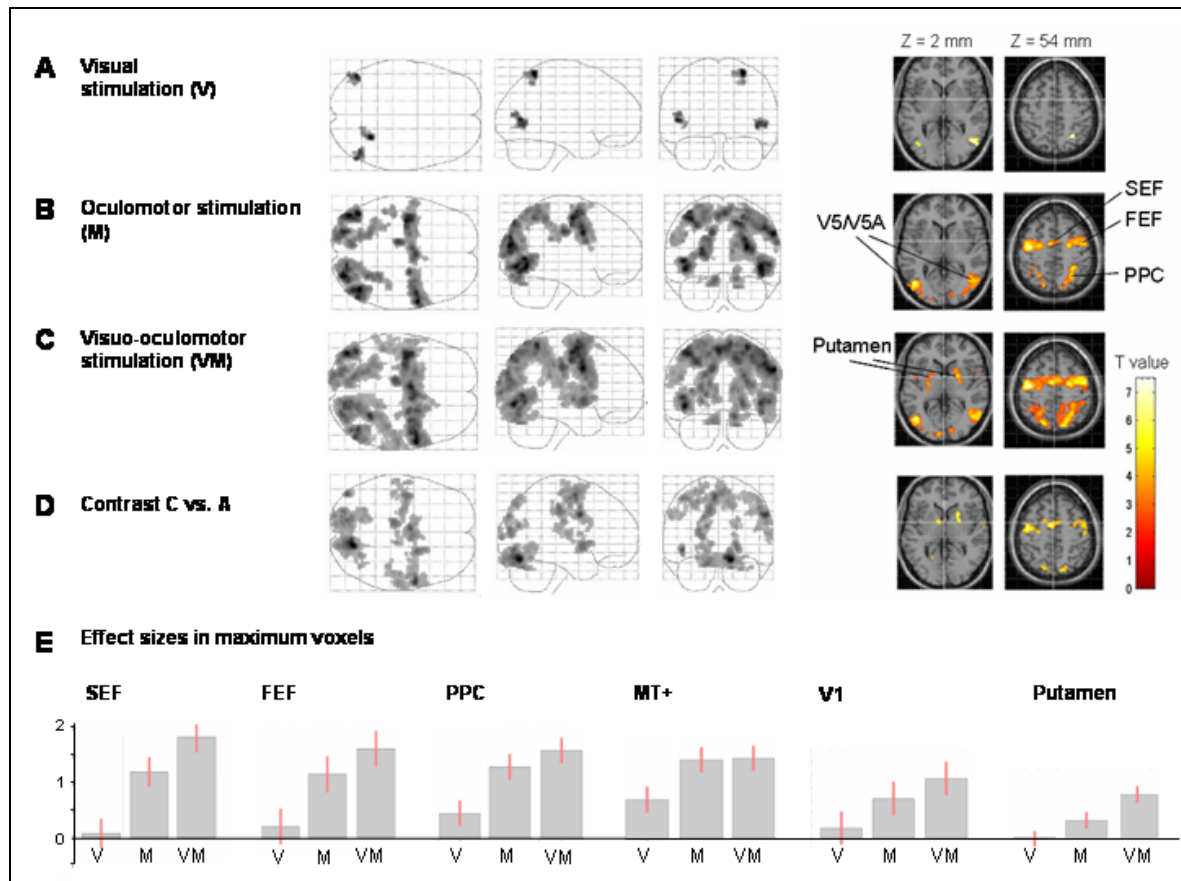 Z = 2 mm Z = 54 mm
A Visual
stimulation (V)
B Oculomotor stimulation
(M)
SEF
V5/V5A
FEF
PPC
C Visuo-oculomotor
stimulation (VM)
Putamen
T value
7
6
5
4
3
2
1
0
D Contrast C vs. A
E Effect sizes in maximum voxels
SEF FEF PPC MT+ V1 Putamen
2
1
0
V M VM V M VM V M VM V M VM V M VM V M VM